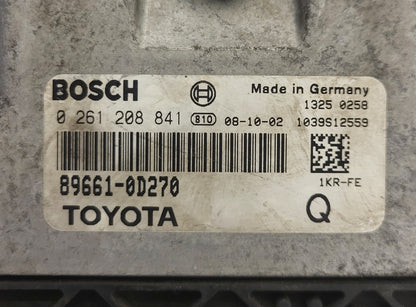 BOSCH Made in Germany
1325 0258
0 261 208 841 810 08-10-02 1039S12559
89661-0D270 1KR-FE
TOYOTA Q